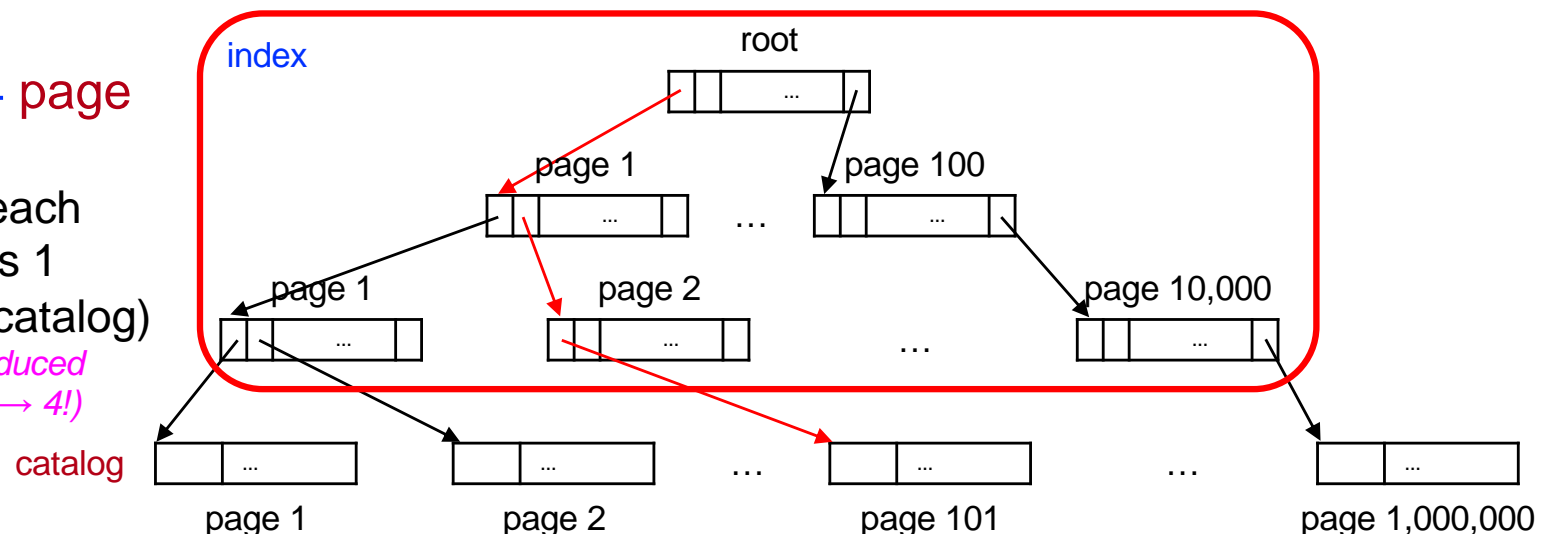 - page
each
s 1
catalog)
duced
→ 4!)
index
root
...
page 1
page 100
...
…
...
page 1
page 2
page 10,000
...
...
…
...
catalog
...
...
…
...
…
...
page 1
page 2
page 101
page 1,000,000